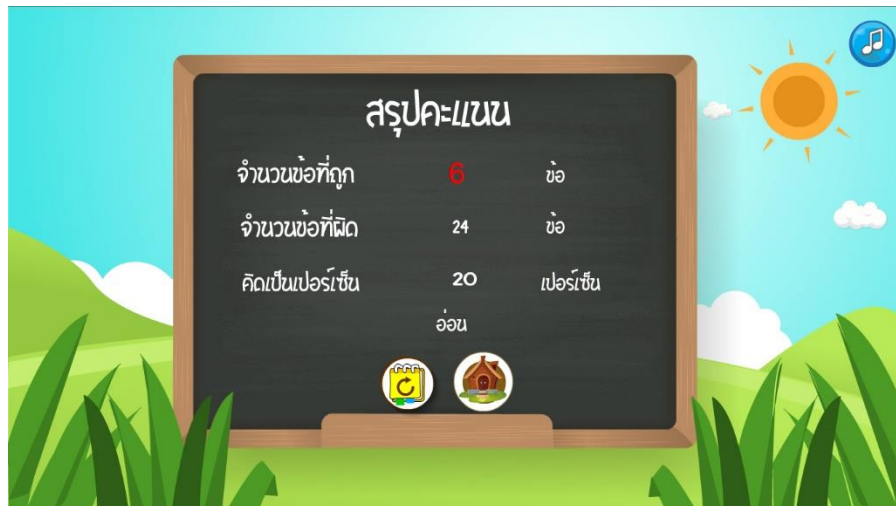 สรุปคะแนน
จำนวนข้อที่ถูก 6 ข้อ
จำนวนข้อที่ผิด 24 ข้อ
คิดเป็นเปอร์เซ็น 20 เปอร์เซ็น
อ่อน